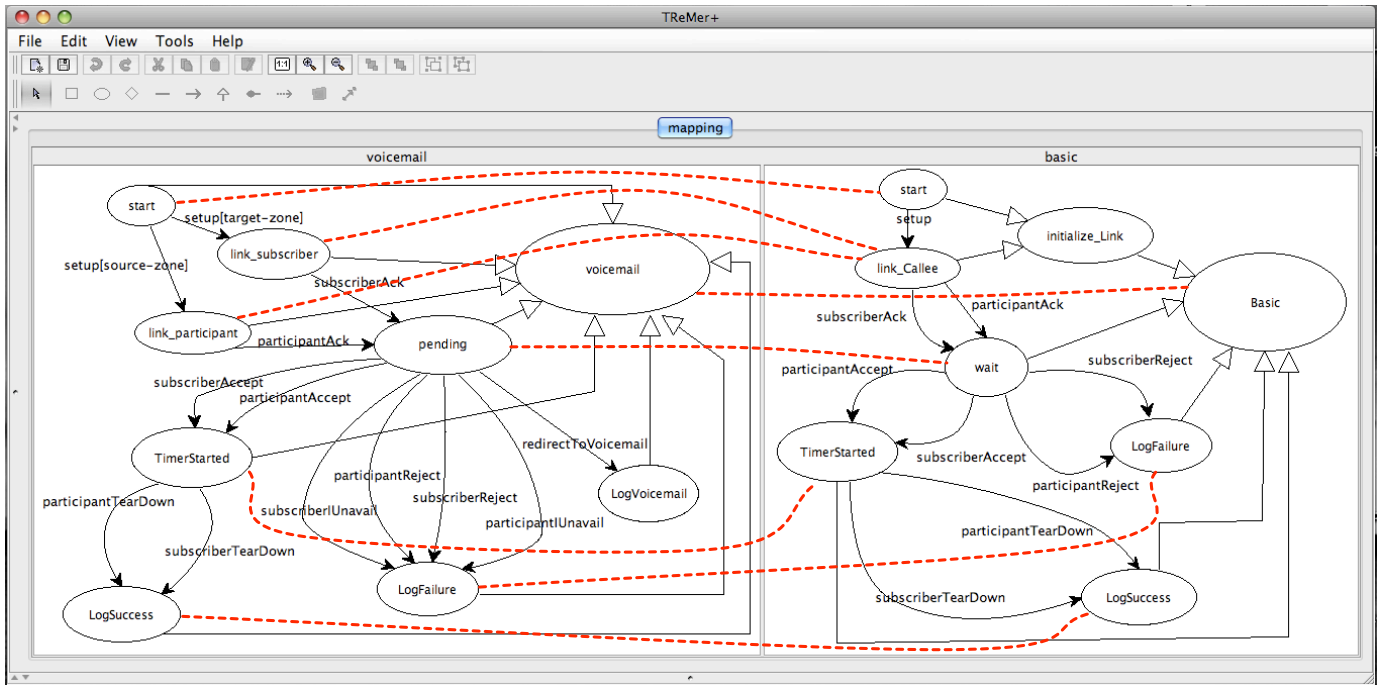 TReMer+
File Edit View Tools Help
1:1
mapping
voicemail
basic
start
setup[target-zone]
link_subscriber
voicemail
setup[source-zone]
subscriberAck
link_participant
participantAck
pending
subscriberAccept
participantAccept
redirectToVoicemail
TimerStarted
participantReject
LogVoicemail
participantTearDown
subscriberReject
subscriberIUnavail
participantIUnavail
subscriberTearDown
LogFailure
LogSuccess
start
setup
initialize_Link
link_Callee
Basic
participantAck
subscriberAck
subscriberReject
wait
participantAccept
LogFailure
TimerStarted
subscriberAccept
participantReject
participantTearDown
subscriberTearDown
LogSuccess